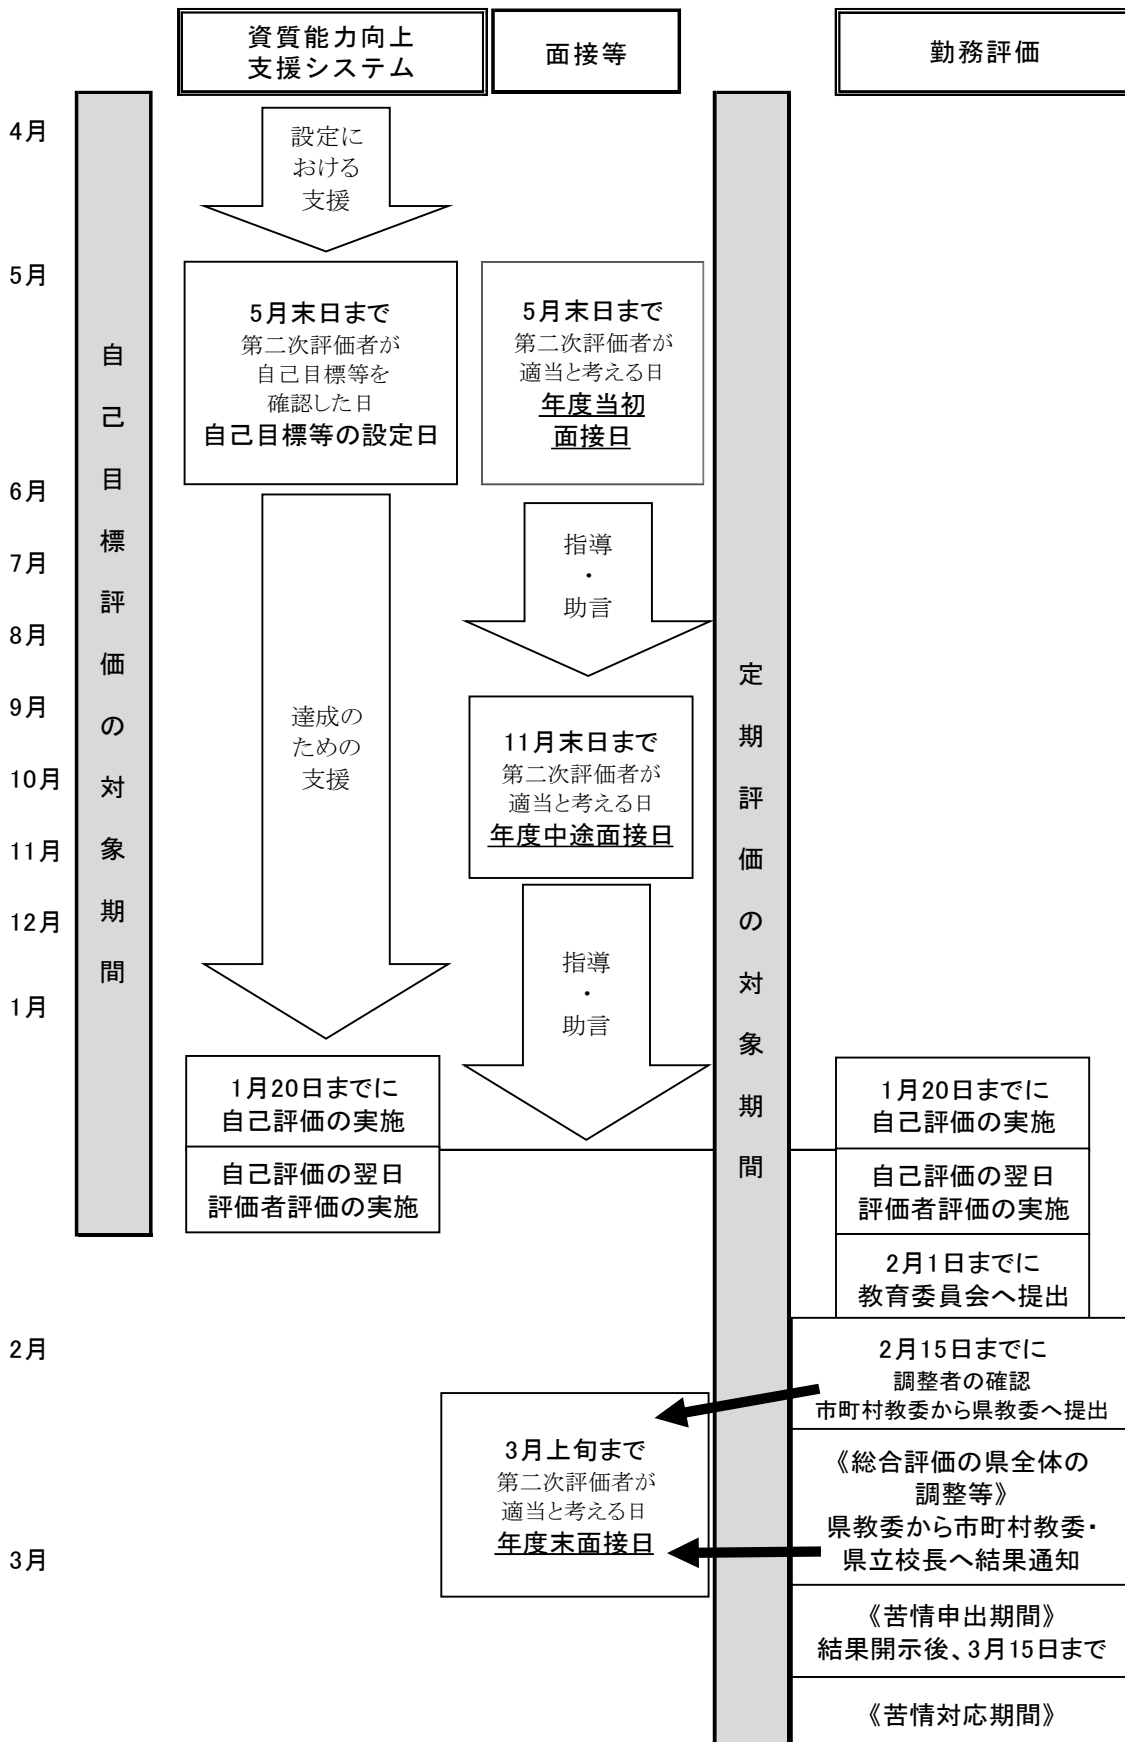 資質能力向上
支援システム
面接等
勤務評価
4月
5月
6月
7月
8月
9月
10月
11月
12月
1月
2月
3月
自己目標評価の対象期間
設定に
おける
支援
5月末日まで
第二次評価者が
自己目標等を
確認した日
自己目標等の設定日
達成の
ための
支援
1月20日までに
自己評価の実施
自己評価の翌日
評価者評価の実施
5月末日まで
第二次評価者が
適当と考える日
年度当初
面接日
指導
・
助言
11月末日まで
第二次評価者が
適当と考える日
年度中途面接日
指導
・
助言
3月上旬まで
第二次評価者が
適当と考える日
年度末面接日
定期評価の対象期間
1月20日までに
自己評価の実施
自己評価の翌日
評価者評価の実施
2月1日までに
教育委員会へ提出
2月15日までに
調整者の確認
市町村教委から県教委へ提出
《総合評価の県全体の
調整等》
県教委から市町村教委・
県立校長へ結果通知
《苦情申出期間》
結果開示後、3月15日まで
《苦情対応期間》